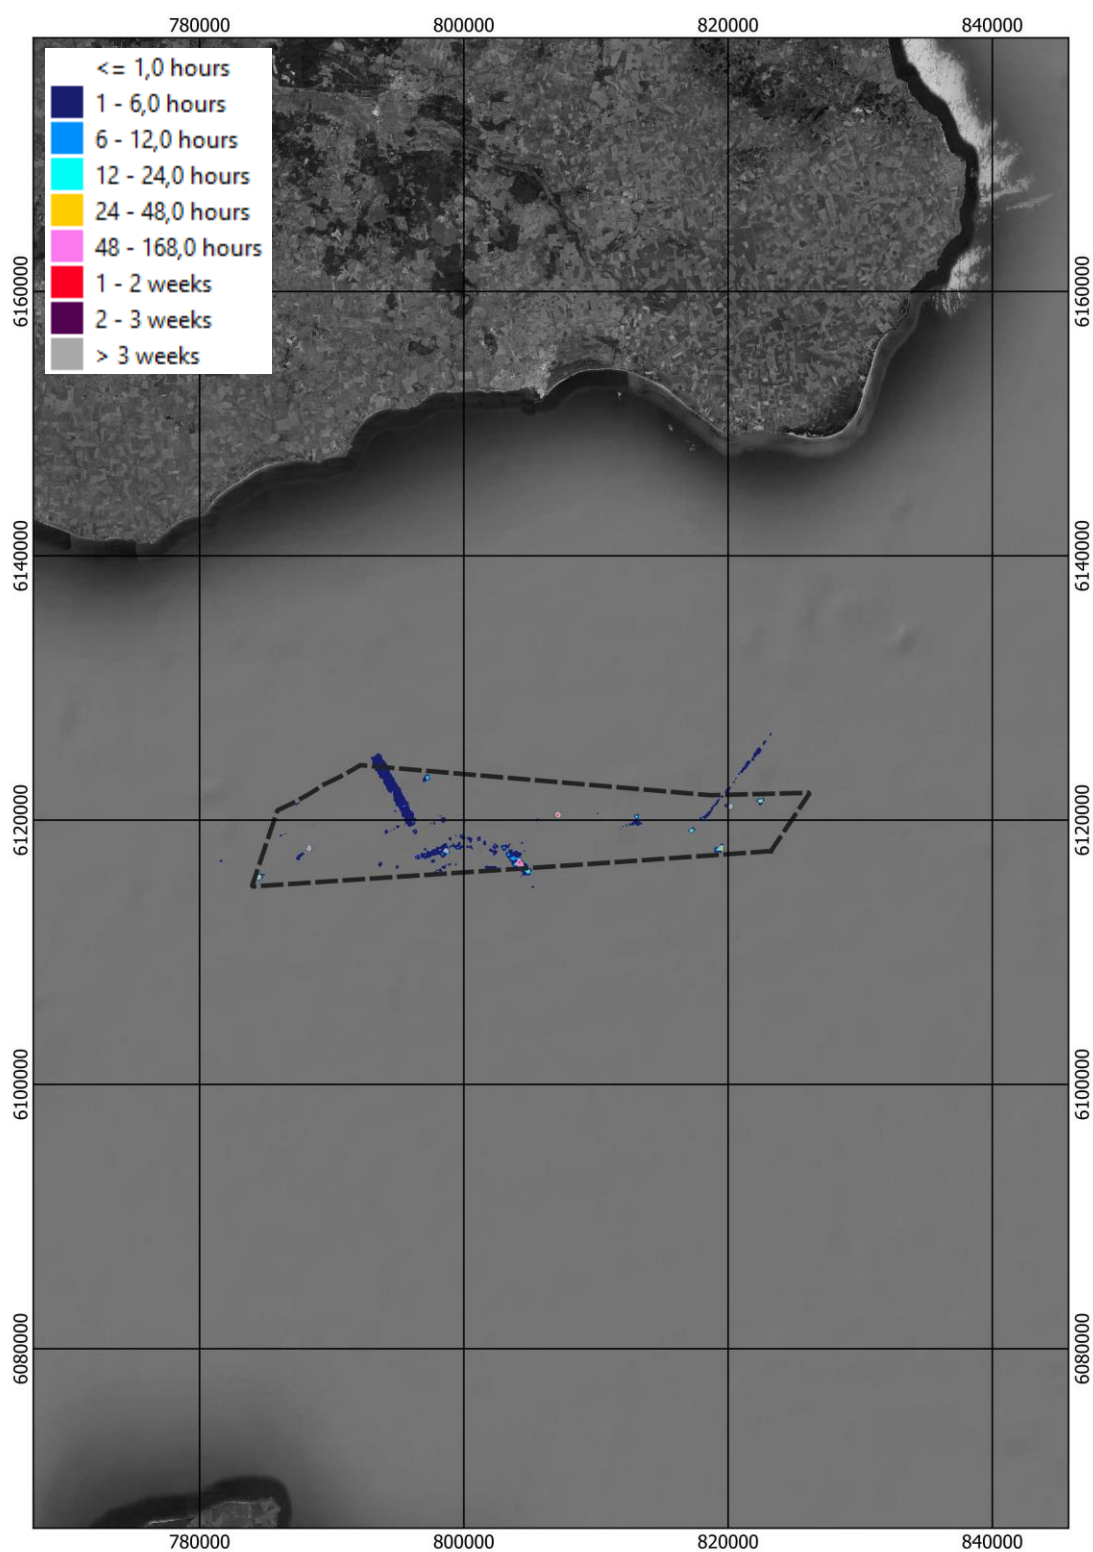 780000 800000 820000 840000
<= 1,0 hours
1 - 6,0 hours
6 - 12,0 hours
12 - 24,0 hours
24 - 48,0 hours
48 - 168,0 hours
1 - 2 weeks
2 - 3 weeks
> 3 weeks
6160000 6160000
6140000 6140000
6120000 6120000
6100000 6100000
6080000 6080000
780000 800000 820000 840000